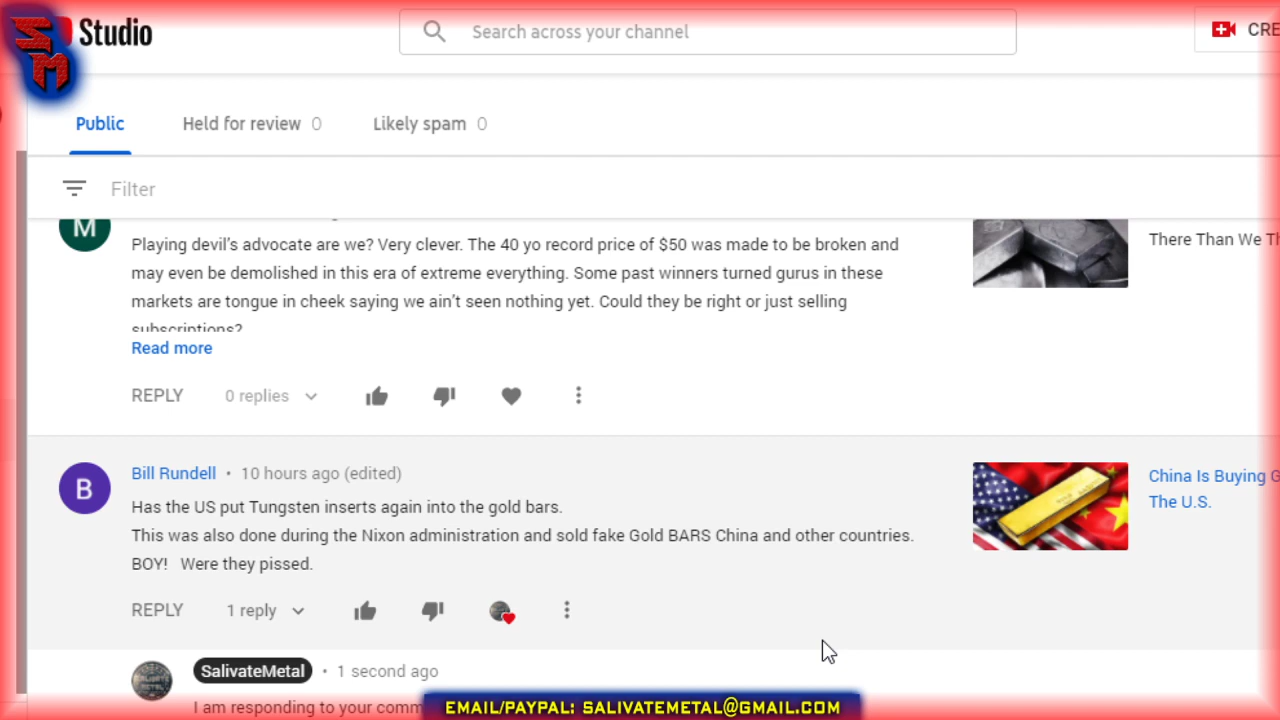 SM
Studio
Search across your channel
CRE
Public
Held for review 0
Likely spam 0
Filter
M
Playing devil's advocate are we? Very clever. The 40 yo record price of $50 was made to be broken and
may even be demolished in this era of extreme everything. Some past winners turned gurus in these
markets are tongue in cheek saying we ain't seen nothing yet. Could they be right or just selling
subscriptions?
Read more
There Than We Th
REPLY 0 replies
B
Bill Rundell • 10 hours ago (edited)
Has the US put Tungsten inserts again into the gold bars.
This was also done during the Nixon administration and sold fake Gold BARS China and other countries.
BOY! Were they pissed.
China Is Buying G
The U.S.
REPLY 1 reply
SalivateMetal • 1 second ago
I am responding to your comm
EMAIL/PAYPAL: SALIVATEMETAL@GMAIL.COM